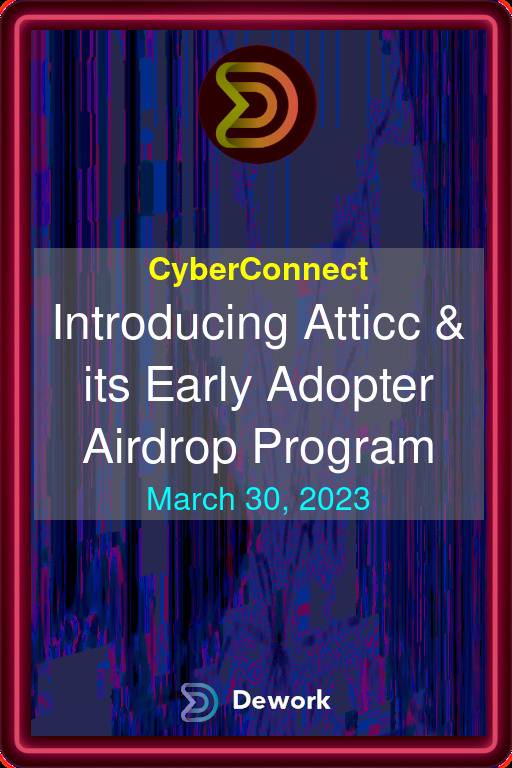 CyberConnect
Introducing Atticc &
its Early Adopter
Airdrop Program
March 30, 2023
Dework